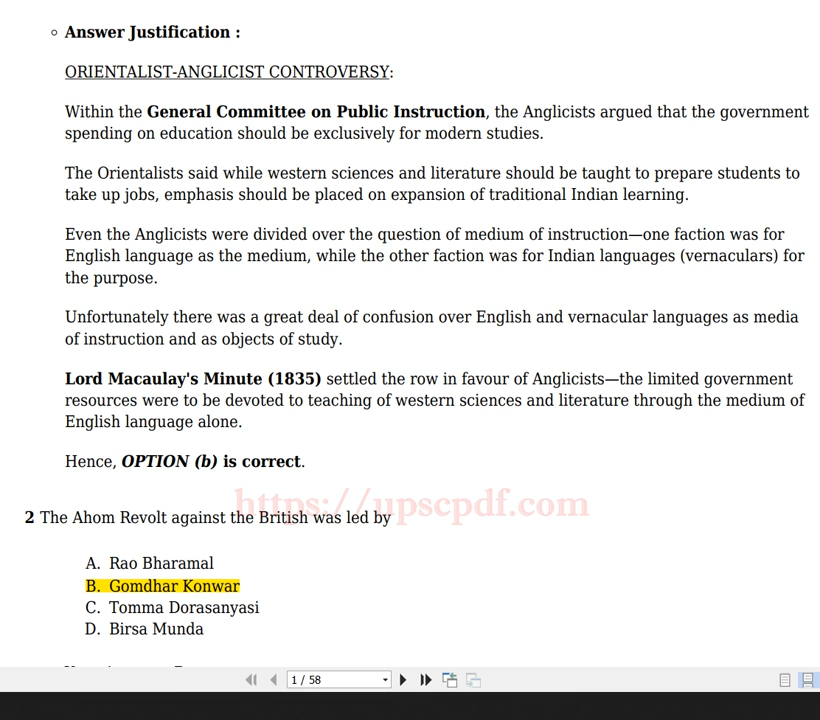 Answer Justification :
ORIENTALIST-ANGLICIST CONTROVERSY:
Within the General Committee on Public Instruction, the Anglicists argued that the government
spending on education should be exclusively for modern studies.
The Orientalists said while western sciences and literature should be taught to prepare students to
take up jobs, emphasis should be placed on expansion of traditional Indian learning.
Even the Anglicists were divided over the question of medium of instruction—one faction was for
English language as the medium, while the other faction was for Indian languages (vernaculars) for
the purpose.
Unfortunately there was a great deal of confusion over English and vernacular languages as media
of instruction and as objects of study.
Lord Macaulay's Minute (1835) settled the row in favour of Anglicists—the limited government
resources were to be devoted to teaching of western sciences and literature through the medium of
English language alone.
Hence, OPTION (b) is correct.
https://upscpdf.com
2 The Ahom Revolt against the British was led by
A. Rao Bharamal
B. Gomdhar Konwar
C. Tomma Dorasanyasi
D. Birsa Munda
1 / 58